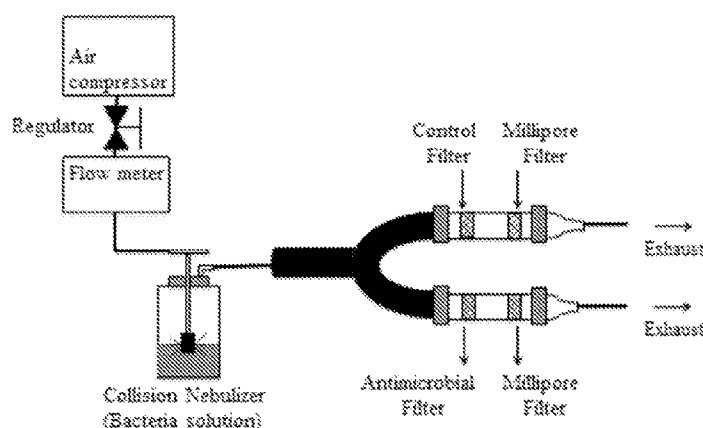 Air
compressor
Regulator
Flow meter
Control
Filter
Millipore
Filter
Exhaust
Exhaust
Antimicrobial
Filter
Millipore
Filter
Collision Nebulizer
(Bacteria solution)